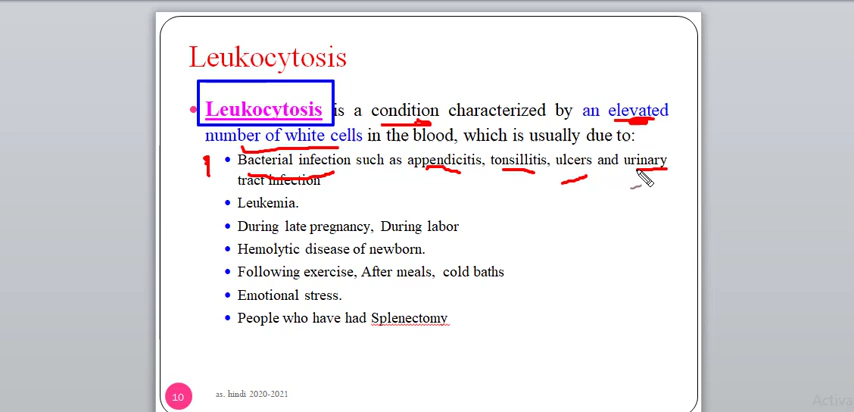 Leukocytosis
• Leukocytosis is a condition characterized by an elevated
number of white cells in the blood, which is usually due to:
1 • Bacterial infection such as appendicitis, tonsillitis, ulcers and urinary
tract infection
• Leukemia.
• During late pregnancy, During labor
• Hemolytic disease of newborn.
• Following exercise, After meals, cold baths
• Emotional stress.
• People who have had Splenectomy
10 as. hindi 2020-2021
Activa